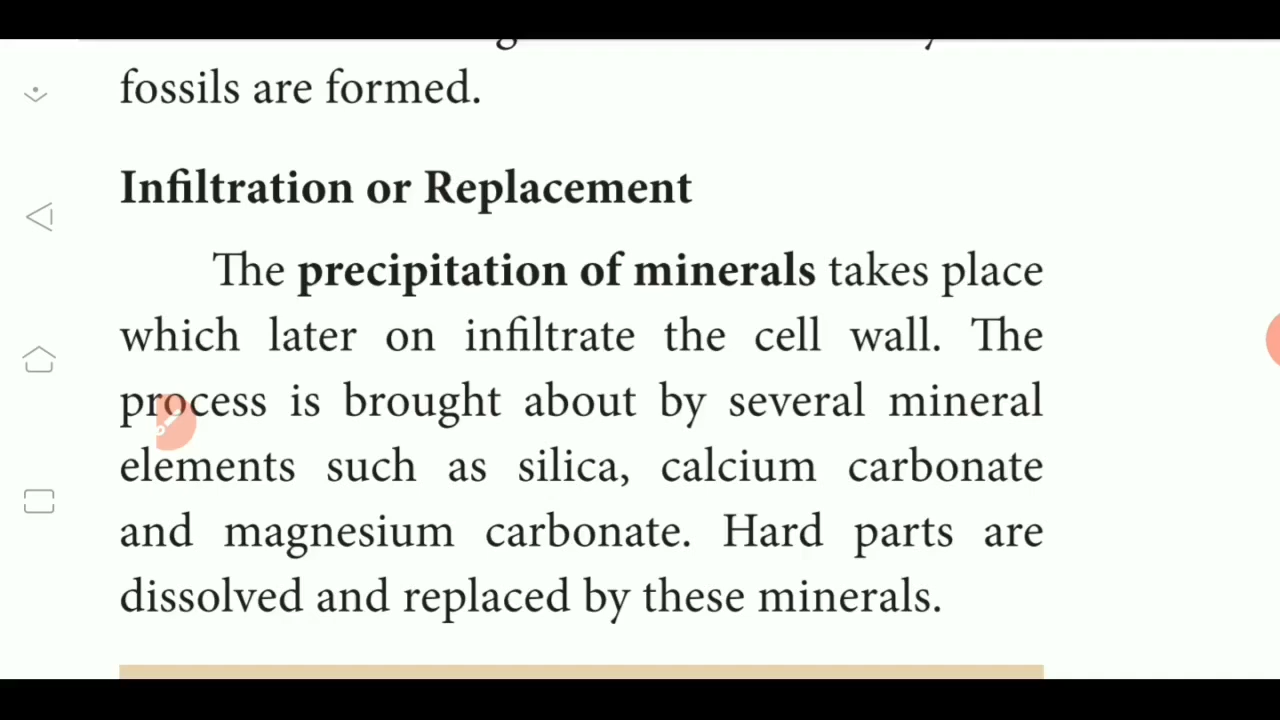 fossils are formed.
Infiltration or Replacement
The precipitation of minerals takes place
which later on infiltrate the cell wall. The
process is brought about by several mineral
elements such as silica, calcium carbonate
and magnesium carbonate. Hard parts are
dissolved and replaced by these minerals.